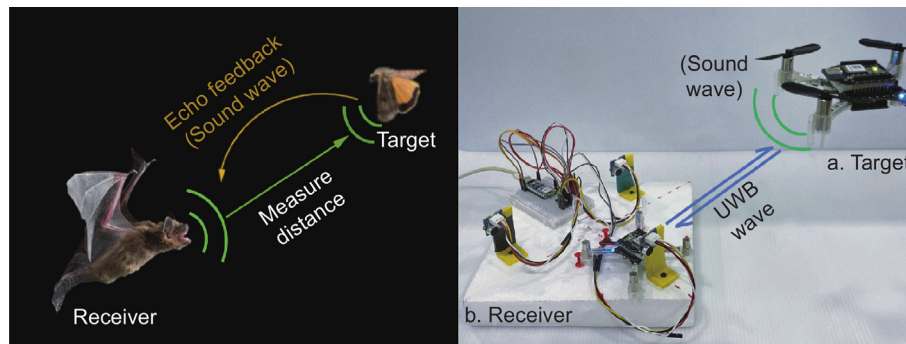 Echo feedback
(Sound wave)
Target
Measure
distance
Receiver
(Sound
wave)
a. Target
UWB
wave
b. Receiver